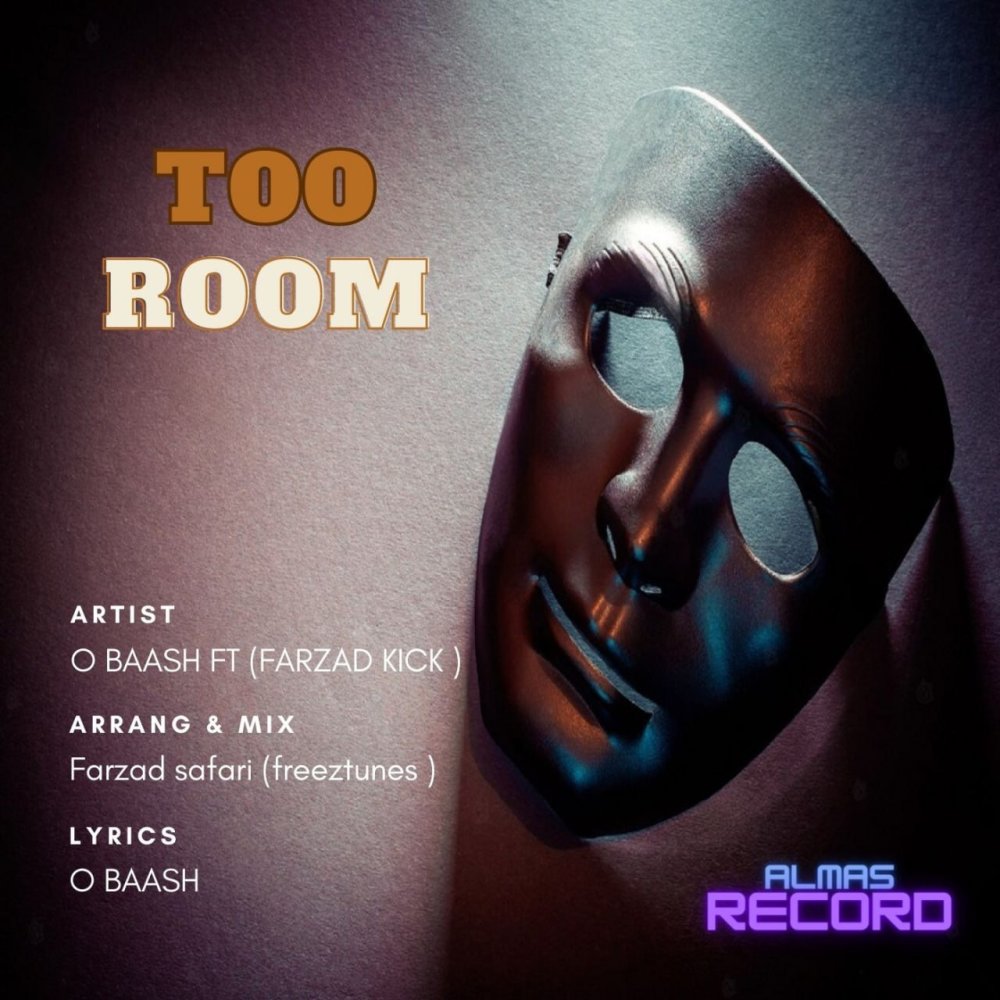 TOO
ROOM
ARTIST
O BAASH FT (FARZAD KICK )
ARRANG & MIX
Farzad safari (freeztunes )
LYRICS
O BAASH
ALMAS
RECORD